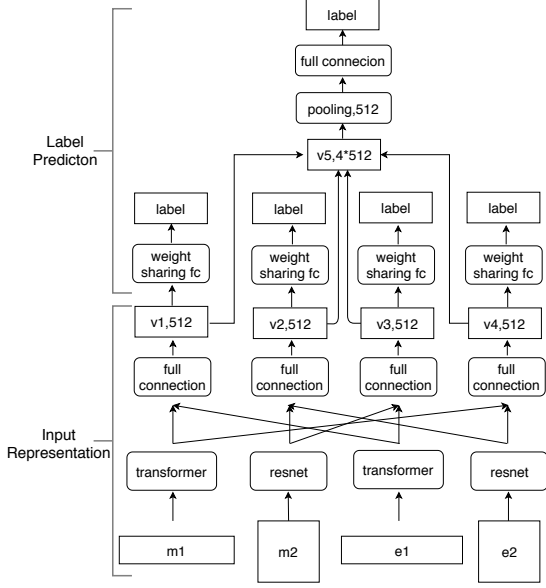 label
full connecion
pooling,512
v5,4*512
Label
Predicton
label
label
label
label
weight
sharing fc
weight
sharing fc
weight
sharing fc
weight
sharing fc
v1,512
v2,512
v3,512
v4,512
full
connection
full
connection
full
connection
full
connection
Input
Representation
transformer
resnet
transformer
resnet
m1
m2
e1
e2